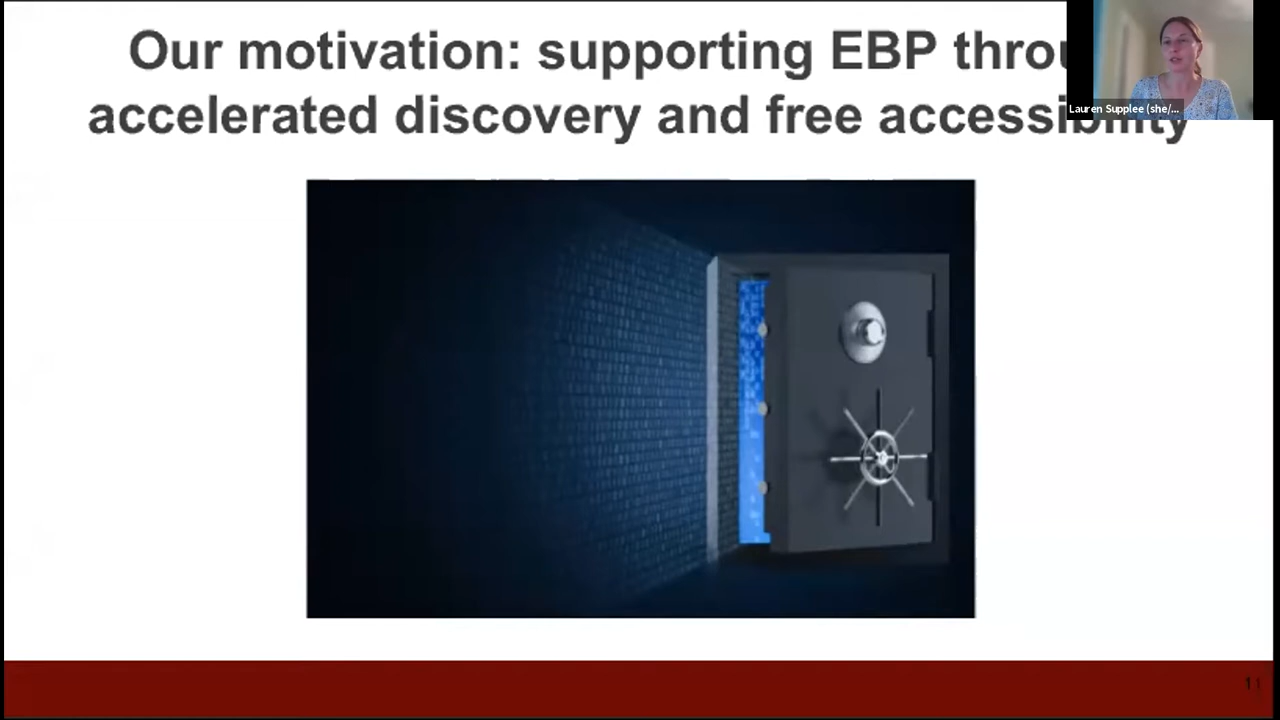 Our motivation: supporting EBP throu
accelerated discovery and free accessibility
Lauren Supplee (she/...
11